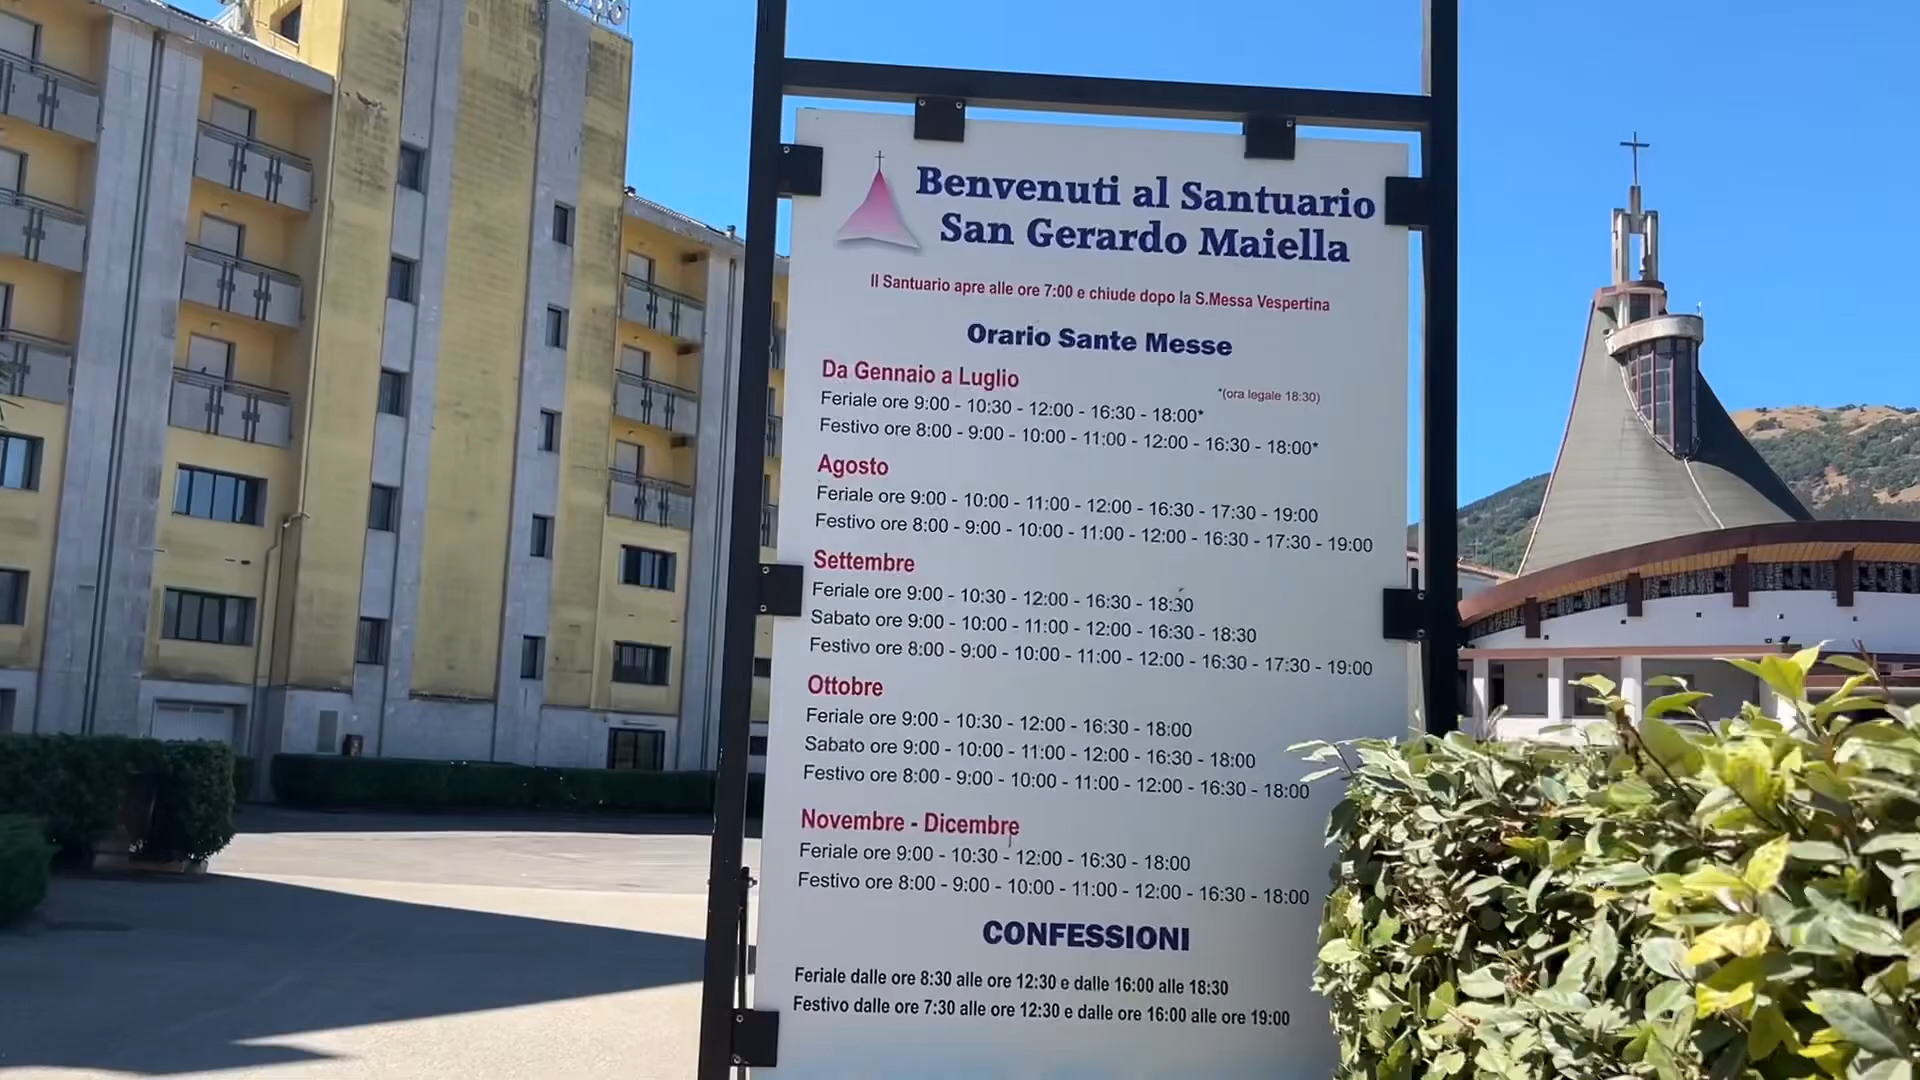 Benvenuti al Santuario
San Gerardo Maiella
Il Santuario apre alle ore 7:00 e chiude dopo la S.Messa Vespertina
Orario Sante Messe
Da Gennaio a Luglio
*(ora legale 18:30)
Feriale ore 9:00 - 10:30 - 12:00 - 16:30 - 18:00*
Festivo ore 8:00 - 9:00 - 10:00 - 11:00 - 12:00 - 16:30 - 18:00*
Agosto
Feriale ore 9:00 - 10:00 - 11:00 - 12:00 - 16:30 - 17:30 - 19:00
Festivo ore 8:00 - 9:00 - 10:00 - 11:00 - 12:00 - 16:30 - 17:30 - 19:00
Settembre
Feriale ore 9:00 - 10:30 - 12:00 - 16:30 - 18:30
Sabato ore 9:00 - 10:00 - 11:00 - 12:00 - 16:30 - 18:30
Festivo ore 8:00 - 9:00 - 10:00 - 11:00 - 12:00 - 16:30 - 17:30 - 19:00
Ottobre
Feriale ore 9:00 - 10:30 - 12:00 - 16:30 - 18:00
Sabato ore 9:00 - 10:00 - 11:00 - 12:00 - 16:30 - 18:00
Festivo ore 8:00 - 9:00 - 10:00 - 11:00 - 12:00 - 16:30 - 18:00
Novembre - Dicembre
Feriale ore 9:00 - 10:30 - 12:00 - 16:30 - 18:00
Festivo ore 8:00 - 9:00 - 10:00 - 11:00 - 12:00 - 16:30 - 18:00
CONFESSIONI
Feriale dalle ore 8:30 alle ore 12:30 e dalle 16:00 alle 18:30
Festivo dalle ore 7:30 alle ore 12:30 e dalle ore 16:00 alle ore 19:00